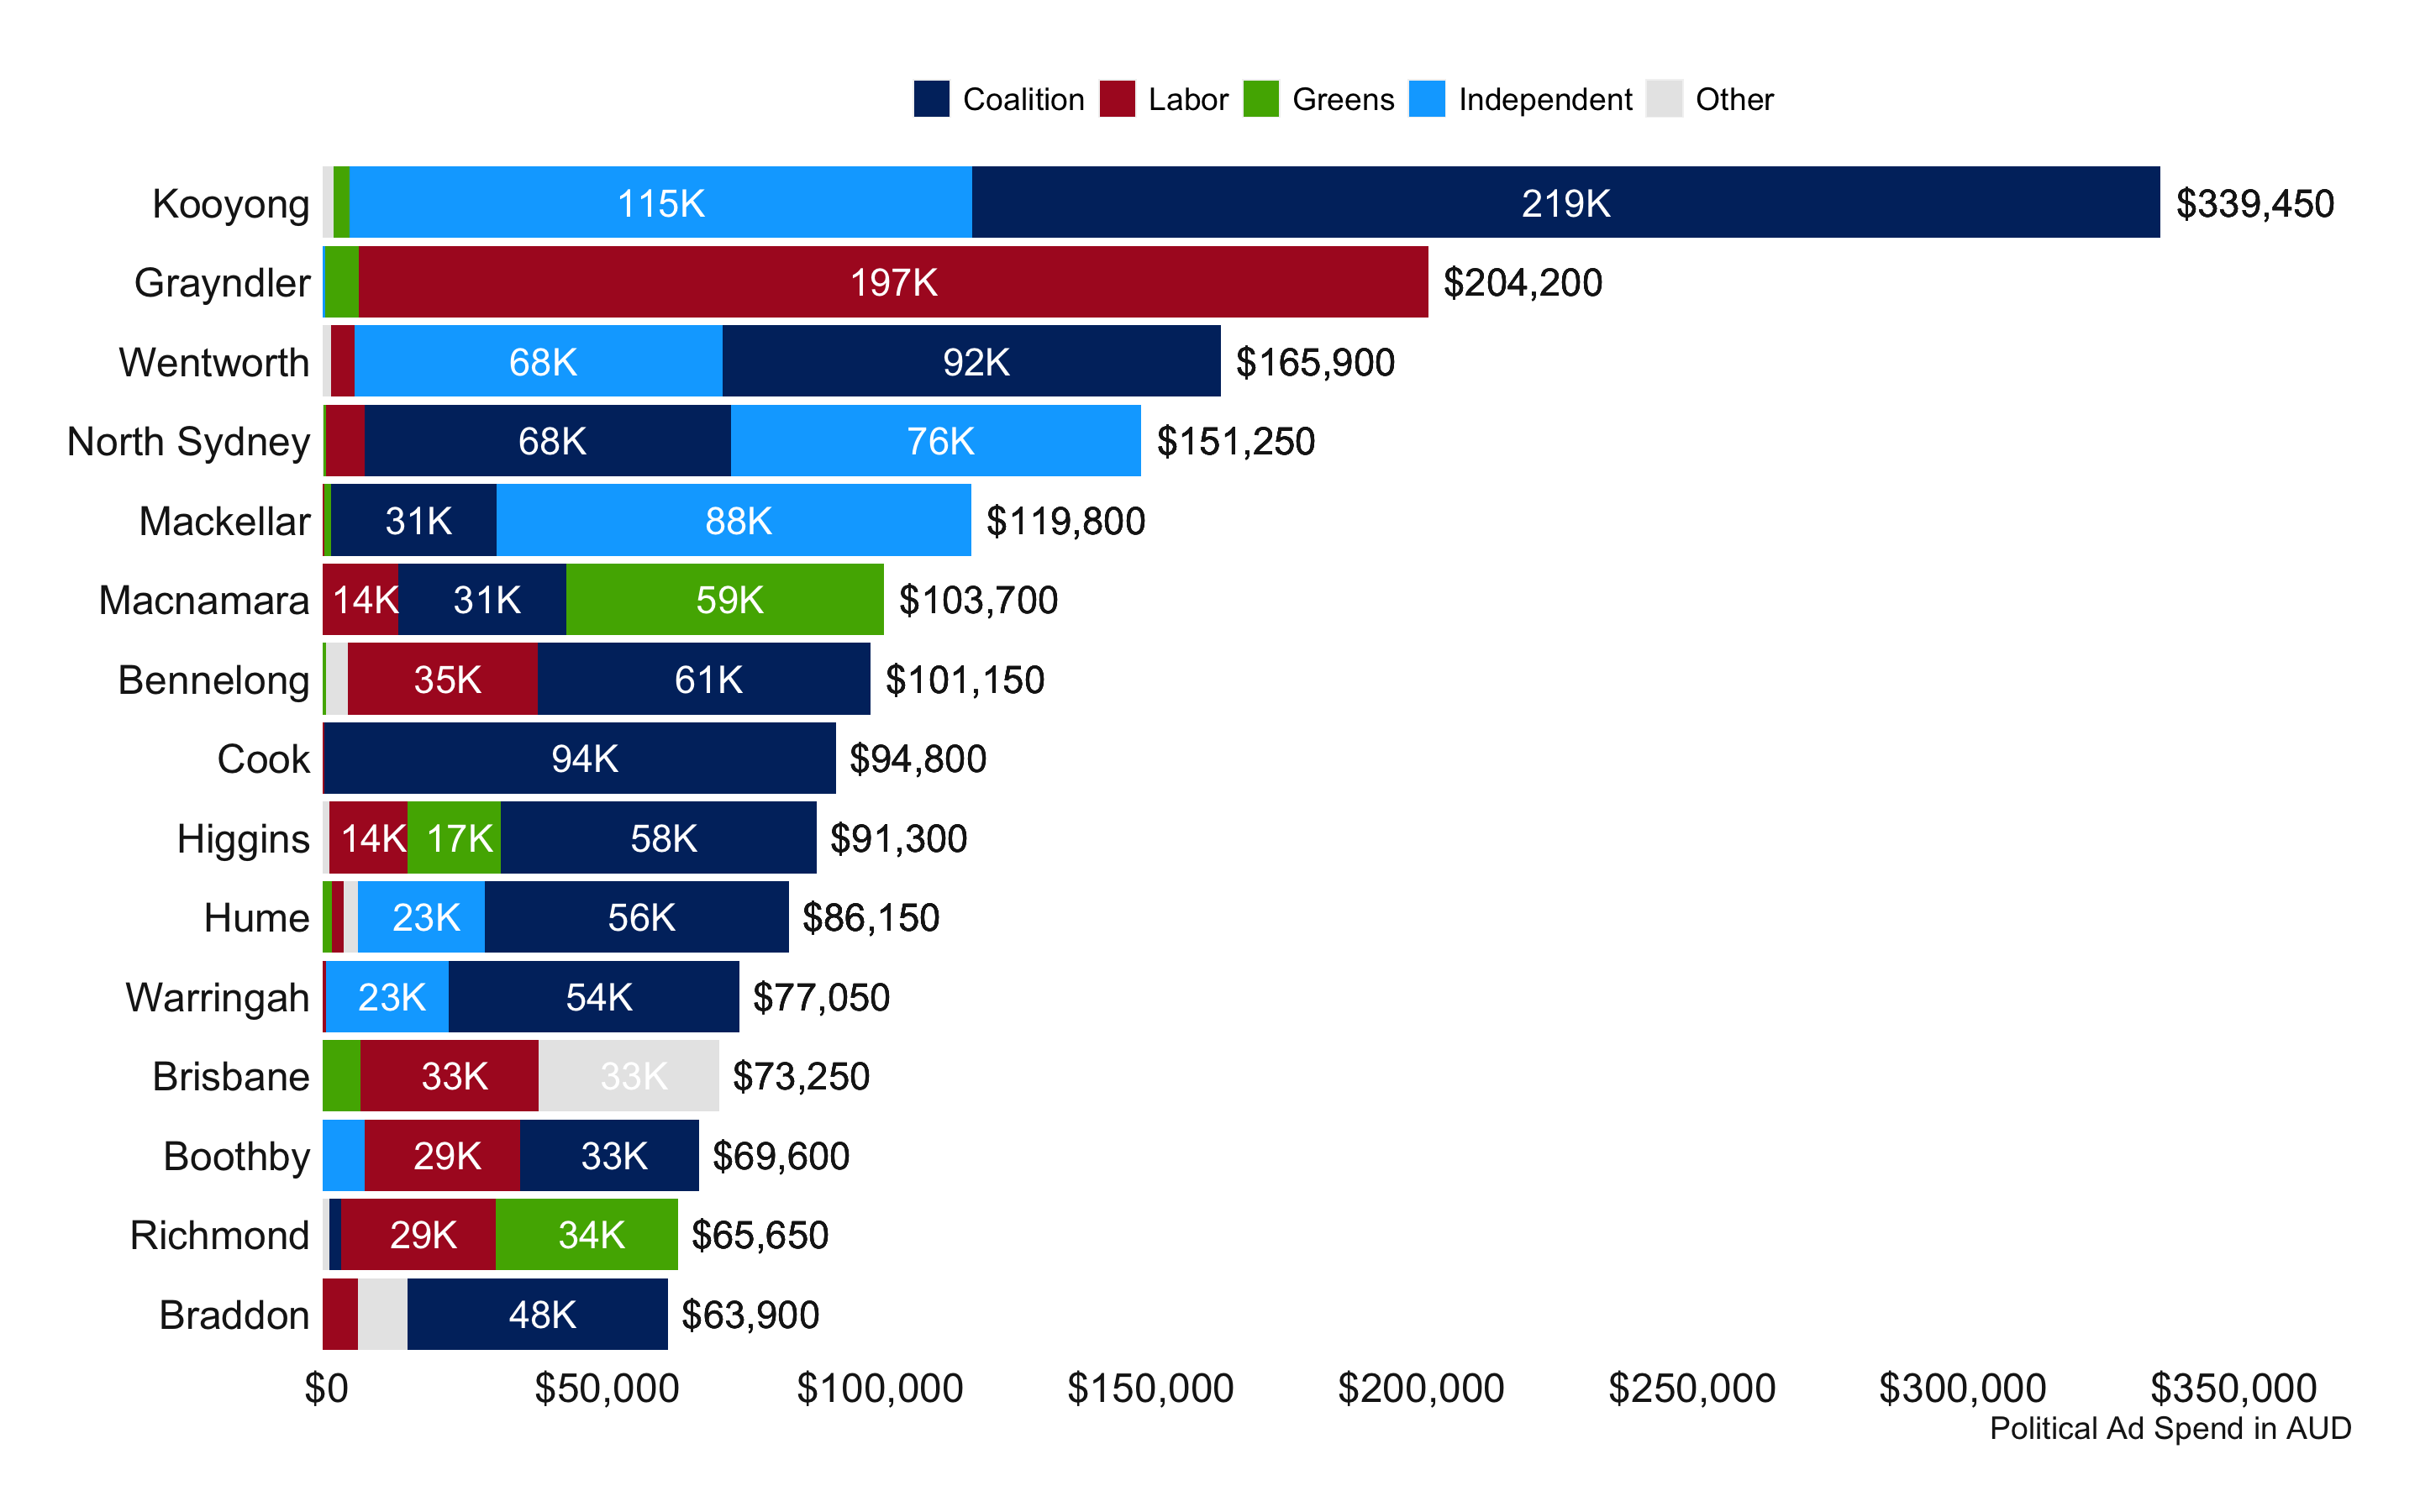 Coalition Labor Greens Independent Other
Kooyong 115K 219K $339,450
Grayndler 197K $204,200
Wentworth 68K 92K $165,900
North Sydney 68K 76K $151,250
Mackellar 31K 88K $119,800
Macnamara 14K 31K 59K $103,700
Bennelong 35K 61K $101,150
Cook 94K $94,800
Higgins 14K 17K 58K $91,300
Hume 23K 56K $86,150
Warringah 23K 54K $77,050
Brisbane 33K 33K $73,250
Boothby 29K 33K $69,600
Richmond 29K 34K $65,650
Braddon 48K $63,900
$0 $50,000 $100,000 $150,000 $200,000 $250,000 $300,000 $350,000
Political Ad Spend in AUD